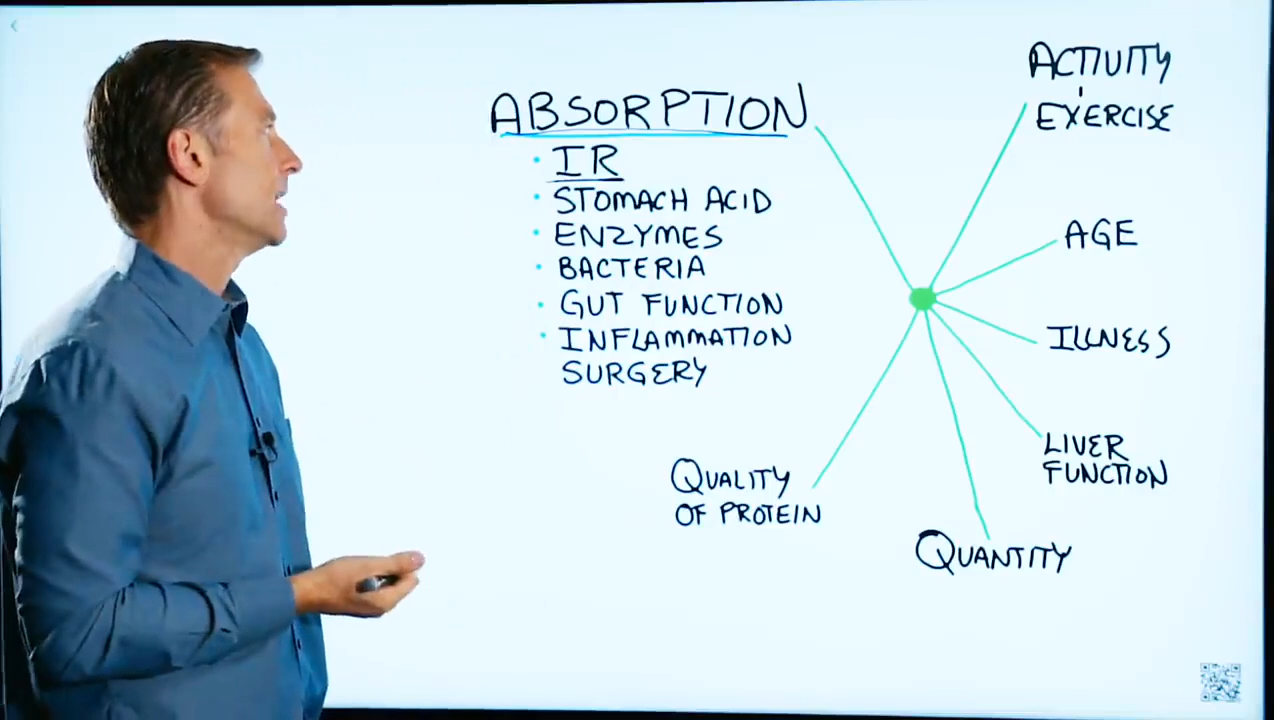 ABSORPTION
· IR
· STOMACH ACID
· ENZYMES
· BACTERIA
· GUT FUNCTION
· INFLAMMATION
SURGERY
ACTIVITY
EXERCISE
AGE
ILLNESS
LIVER
FUNCTION
QUANTITY
QUALITY
OF PROTEIN